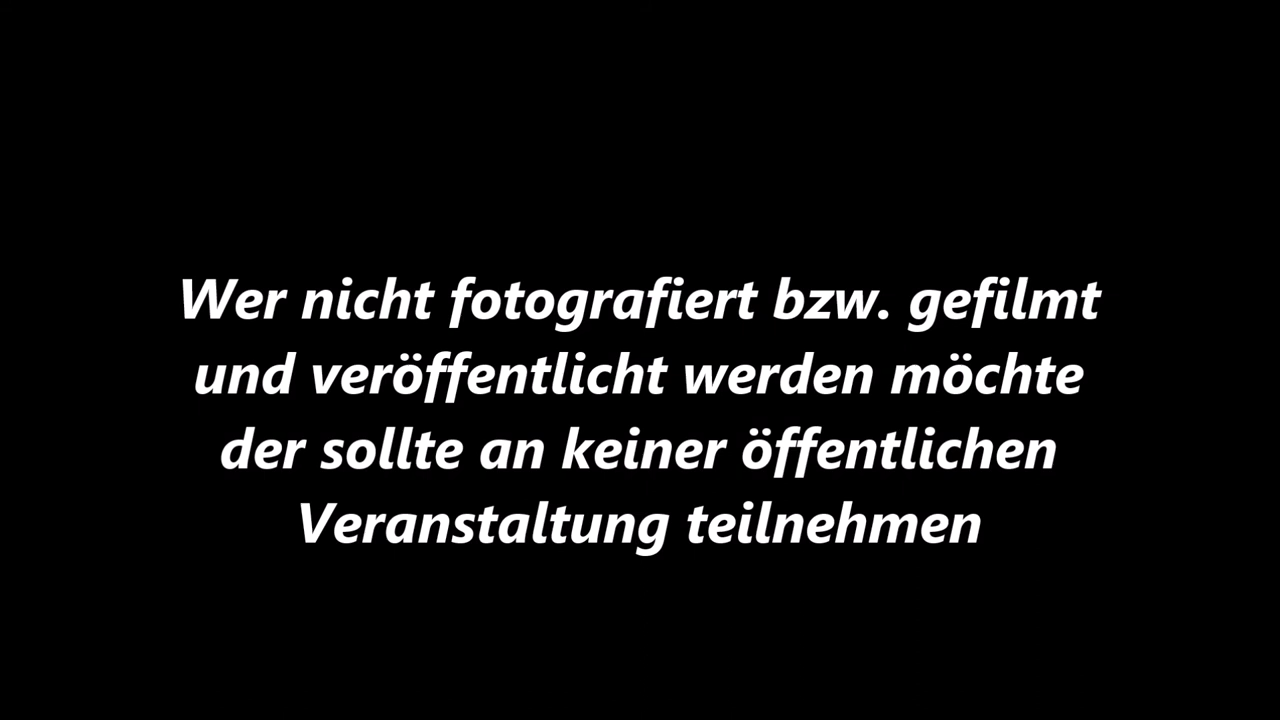 Wer nicht fotografiert bzw. gefilmt
und veröffentlicht werden möchte
der sollte an keiner öffentlichen
Veranstaltung teilnehmen